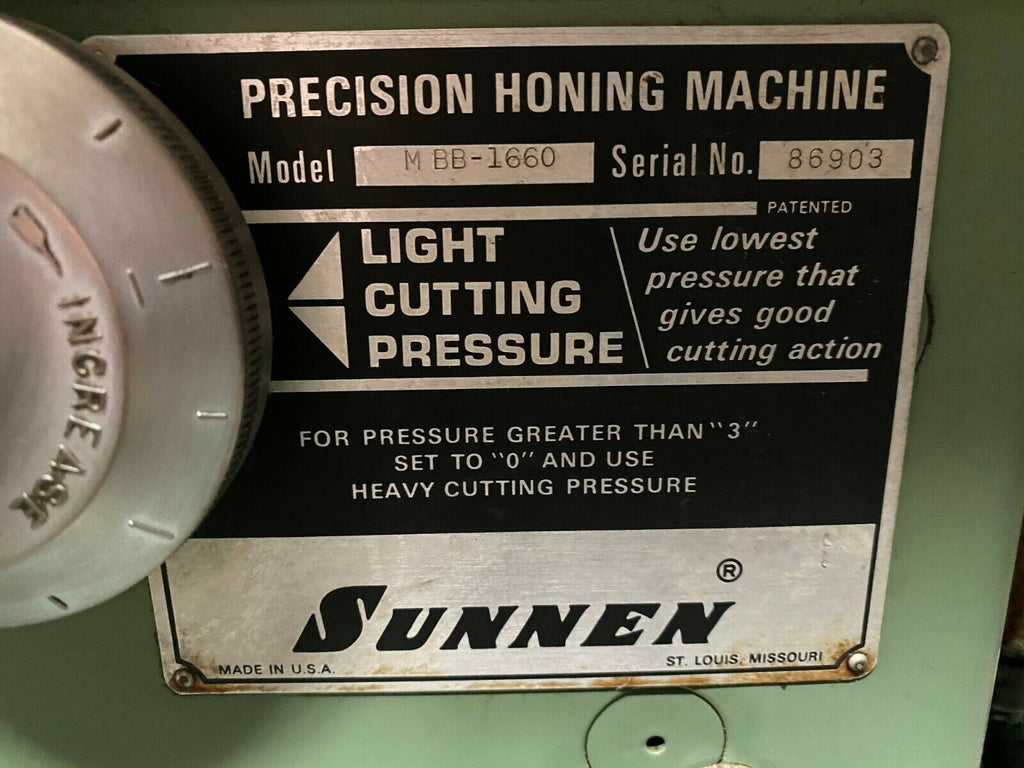 PRECISION HONING MACHINE
Model MBB-1660 Serial No. 86903
PATENTED
LIGHT
CUTTING
PRESSURE
Use lowest
pressure that
gives good
cutting action
FOR PRESSURE GREATER THAN "3"
SET TO "0" AND USE
HEAVY CUTTING PRESSURE
SUNNEN®
MADE IN U.S.A.
ST. LOUIS, MISSOURI
INCREASE